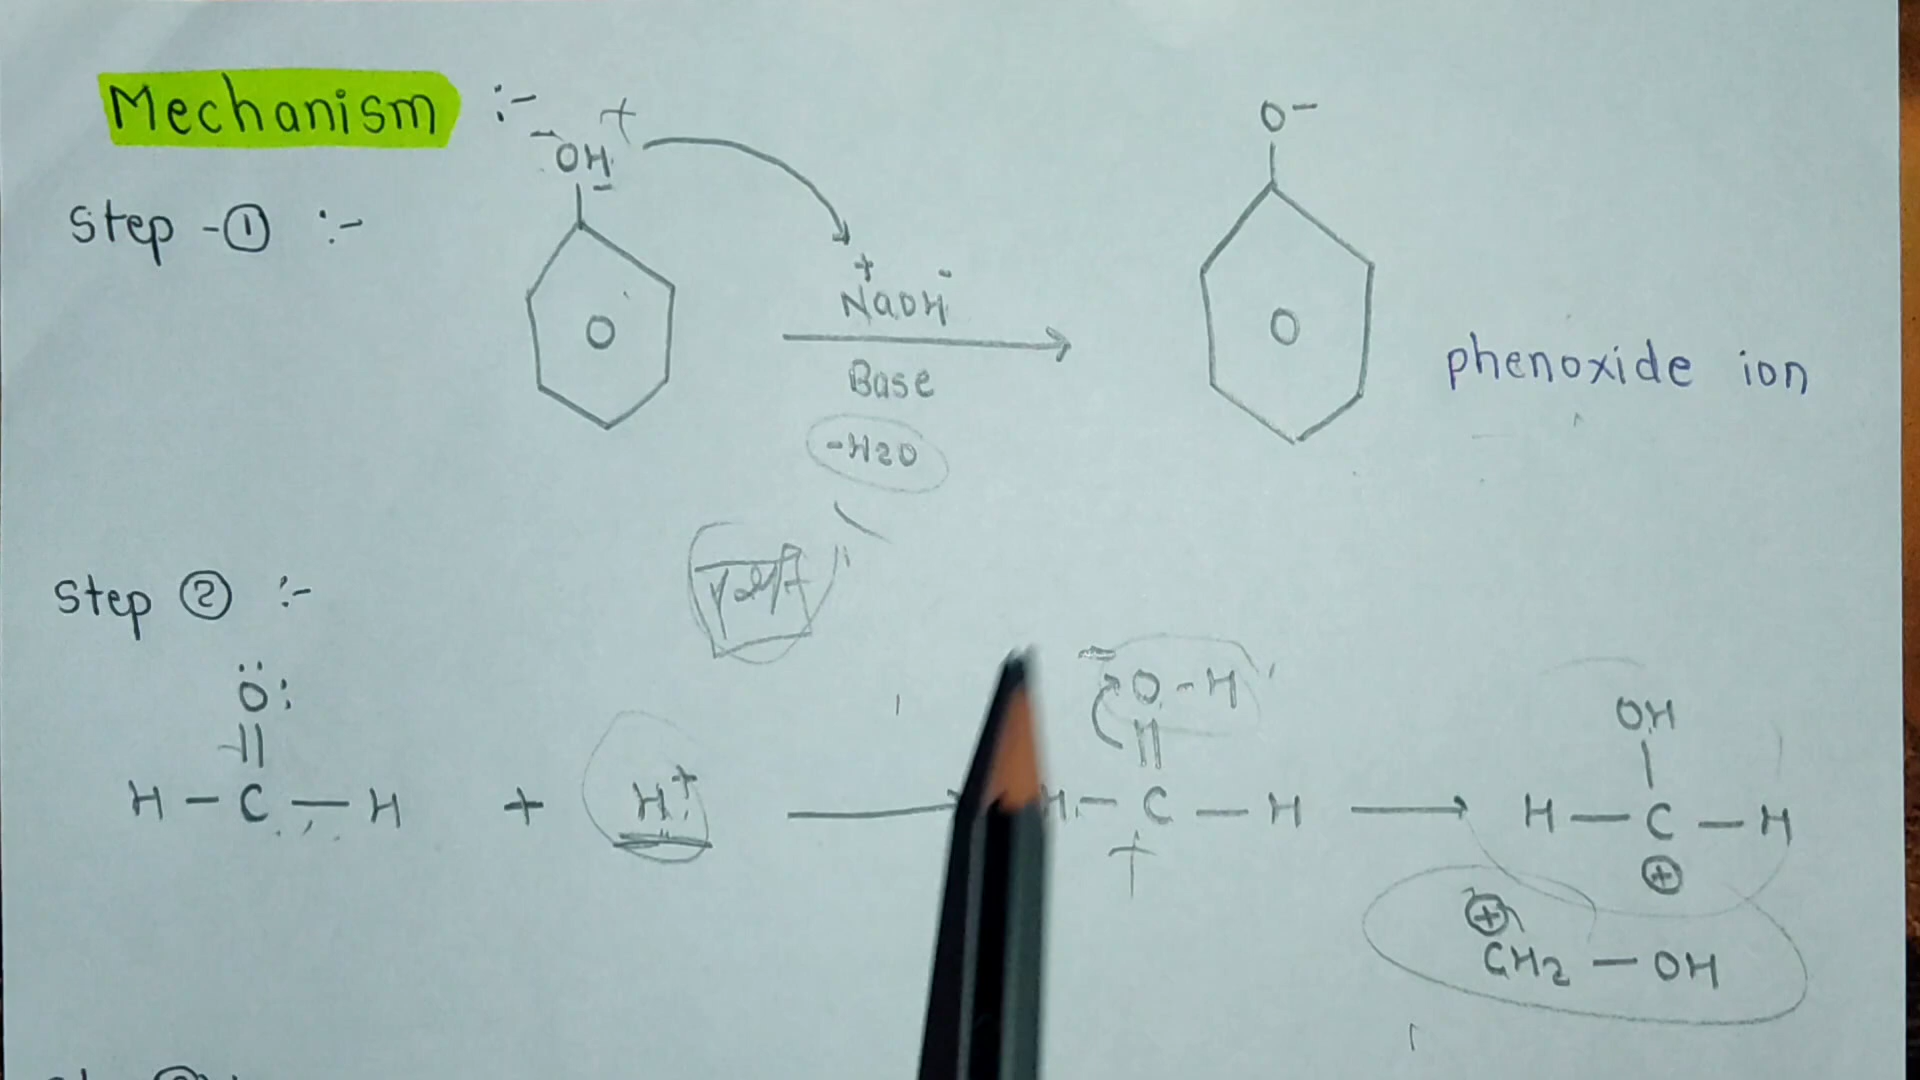 Mechanism :-
Step -① :-
- OH +
-
O
+ NaOH -
Base
-H2O
O-
O
phenoxide ion
Step ② :-
Ö:
||
H - C - H + H+
-
O - H
||
H - C - H
+
OH
|
H - C - H
⊕
⊕
CH2 - OH